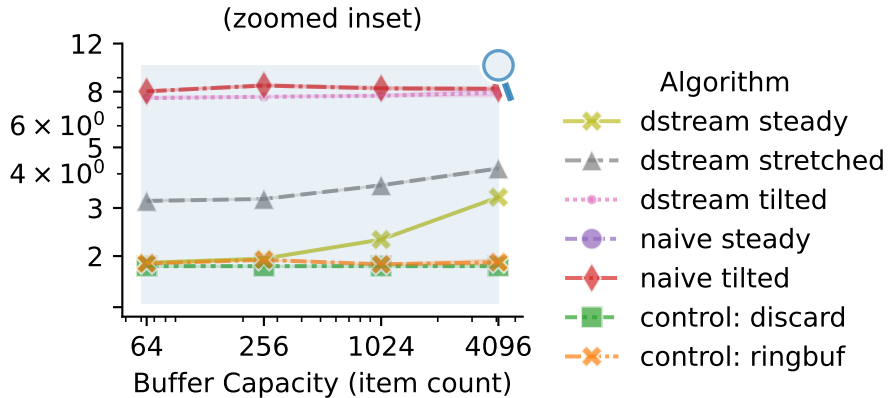 (zoomed inset)
12
8
6 × 10⁰
5
4 × 10⁰
3
2
64 256 1024 4096
Buffer Capacity (item count)
Algorithm
dstream steady
dstream stretched
dstream tilted
naive steady
naive tilted
control: discard
control: ringbuf